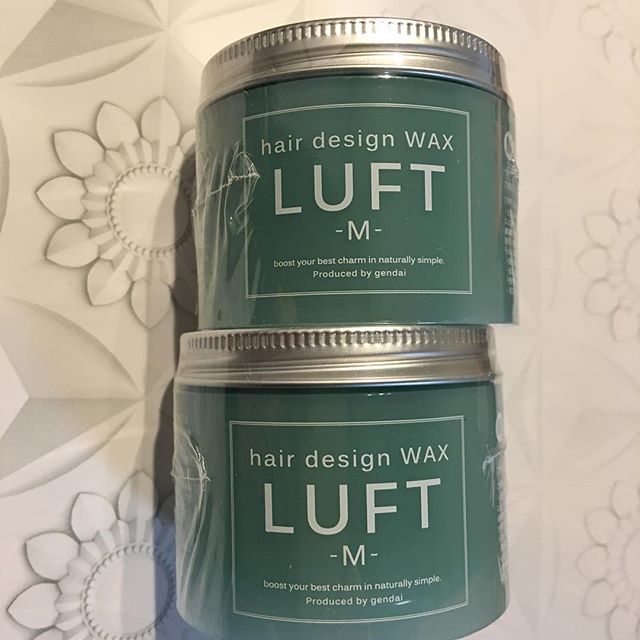 hair design WAX
LUFT
-M-
boost your best charm in naturally simple.
Produced by gendai
hair design WAX
LUFT
-M-
boost your best charm in naturally simple.
Produced by gendai